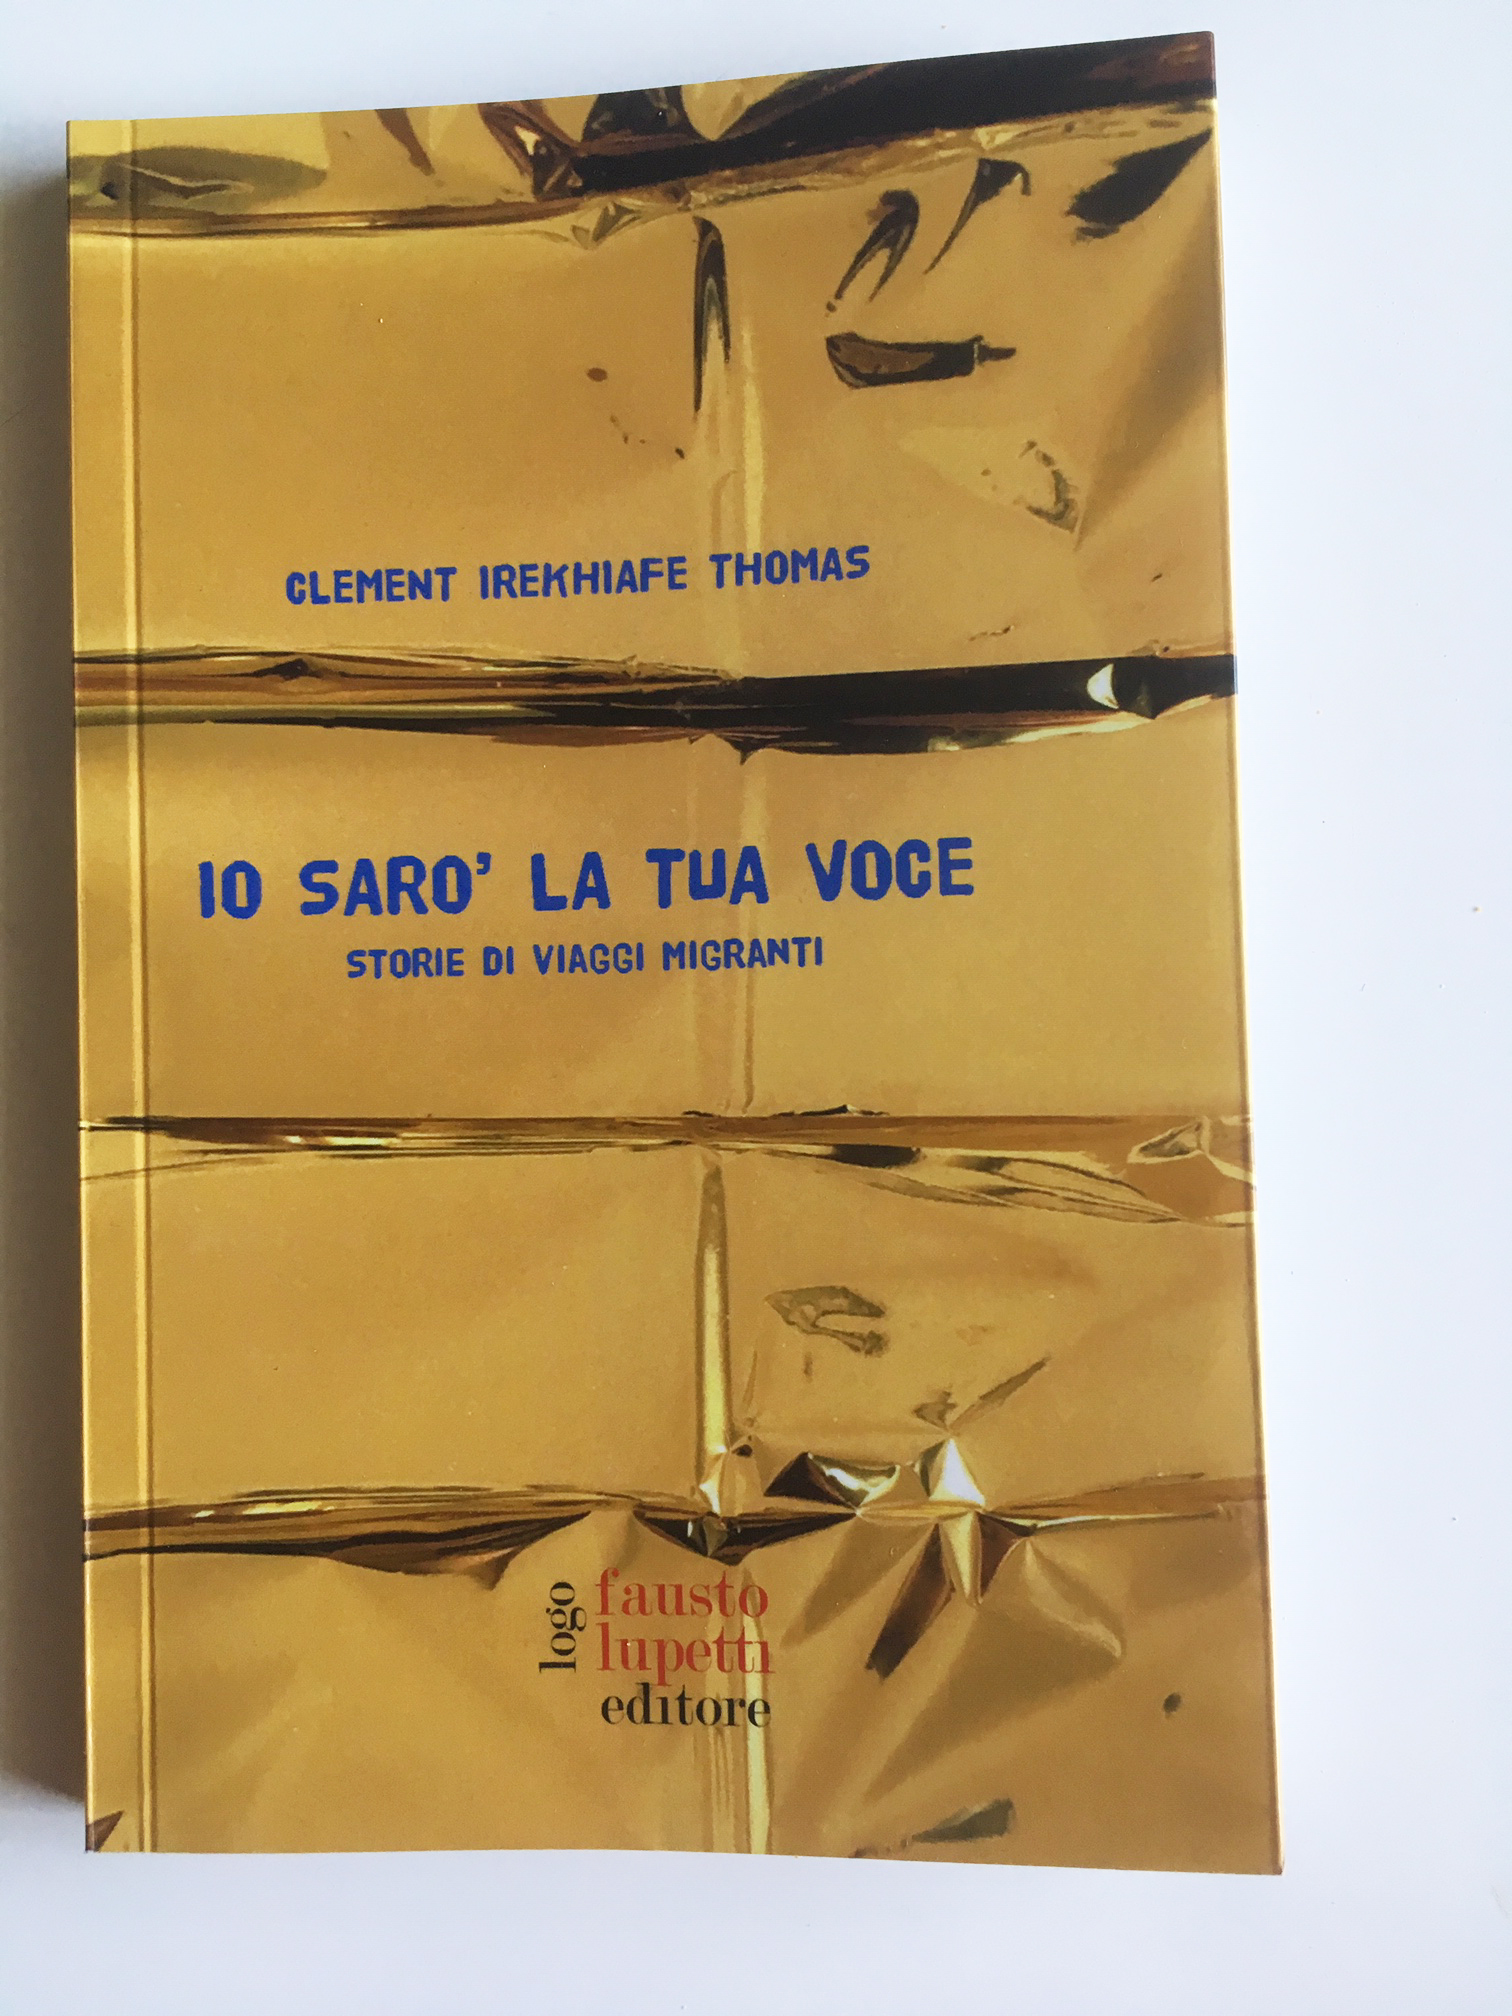 CLEMENT IREKHIAFE THOMAS
IO SARO' LA TUA VOCE
STORIE DI VIAGGI MIGRANTI
logo
fausto
lupetti
editore